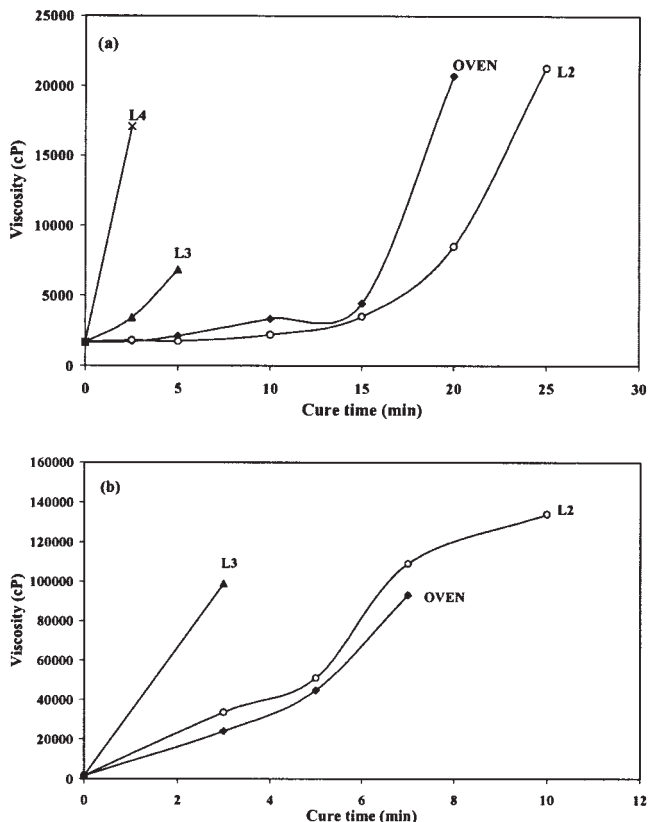 (a)
25000
20000
15000
10000
5000
0
Viscosity (cP)
L4
L3
OVEN
L2
0 5 10 15 20 25 30
Cure time (min)
(b)
160000
140000
120000
100000
80000
60000
40000
20000
0
Viscosity (cP)
L3
L2
OVEN
0 2 4 6 8 10 12
Cure time (min)